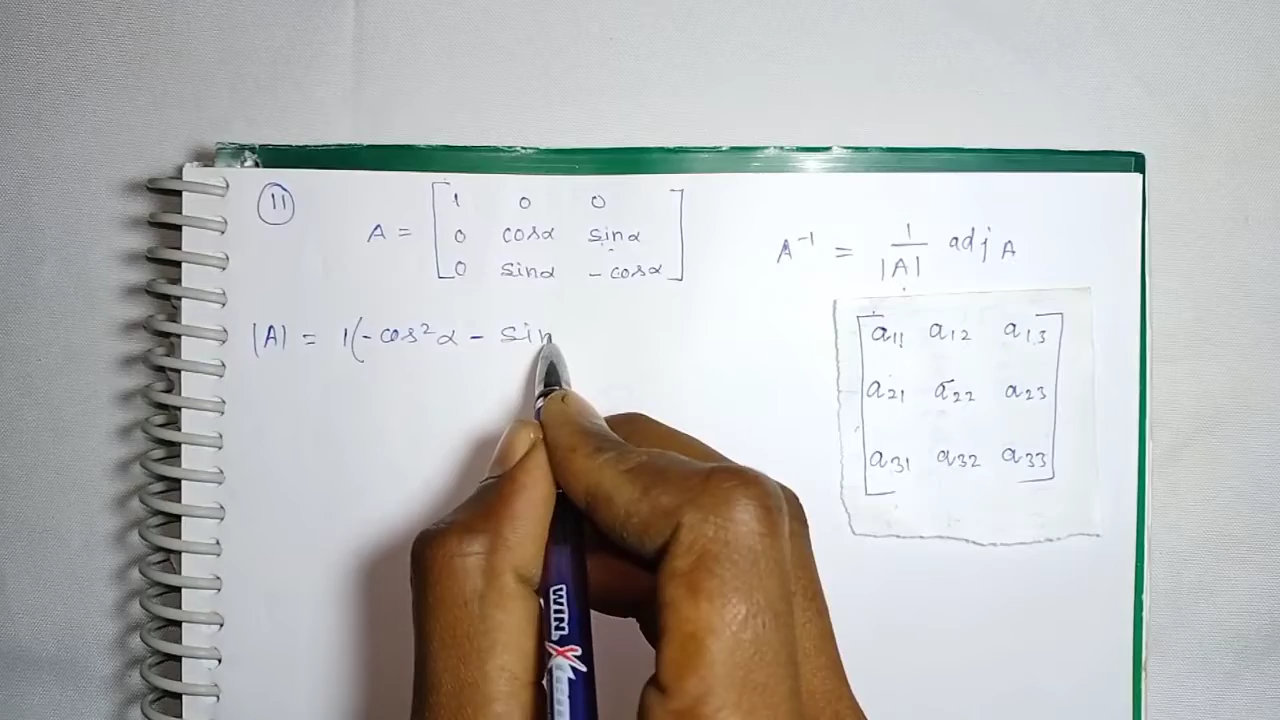 11
A = [ 1 0 0
0 cosα sinα
0 sinα - cosα ]
A⁻¹ = 1/|A| adj A
|A| = 1(-cos²α - sin
a₁₁ a₁₂ a₁₃
a₂₁ a₂₂ a₂₃
a₃₁ a₃₂ a₃₃
WIN